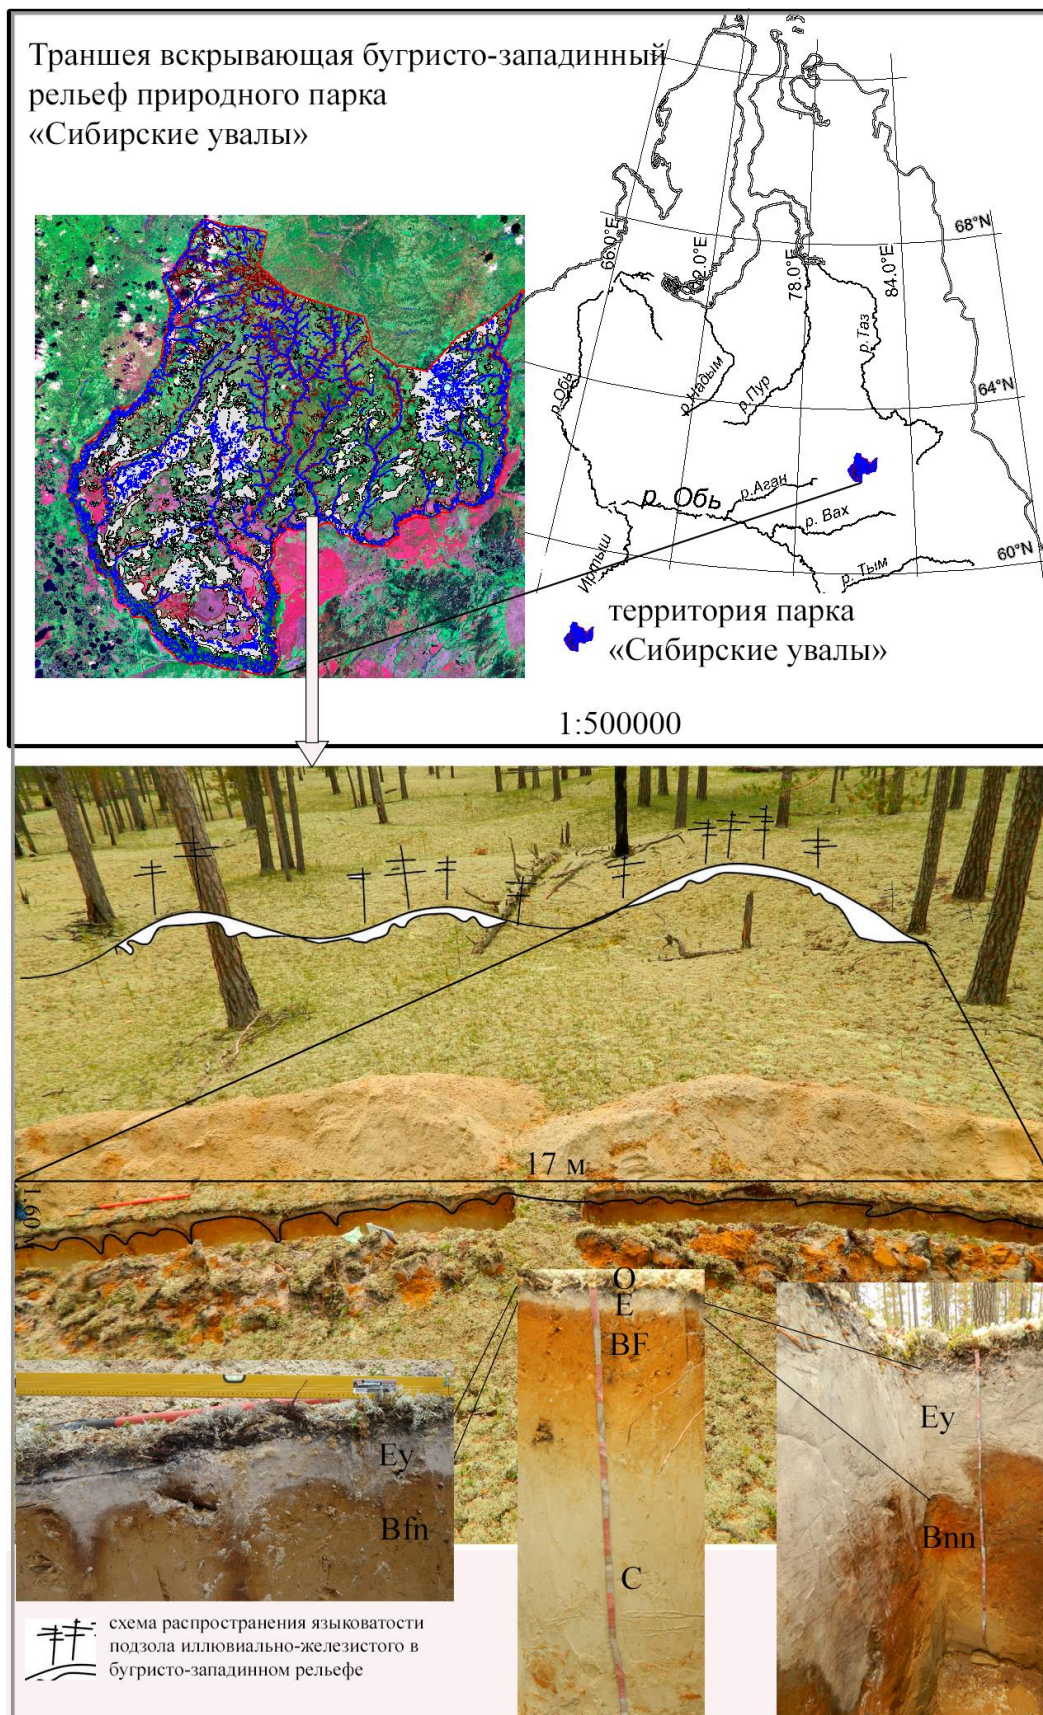 Траншея вскрывающая бугристо-западинный
рельеф природного парка
«Сибирские увалы»
68°N
66.0°E
2.0°E
78.0°E
84.0°E
64°N
р.Обь
р.Надым
р.Пур
р.Таз
р. Обь
р.Аган
р. Вах
60°N
Иртыш
р. Тым
территория парка
«Сибирские увалы»
1:500000
17 м
1.60 м
O
E
BF
C
Ey
Bfn
Ey
Bnn
схема распространения языковатости
подзола иллювиально-железистого в
бугристо-западинном рельефе